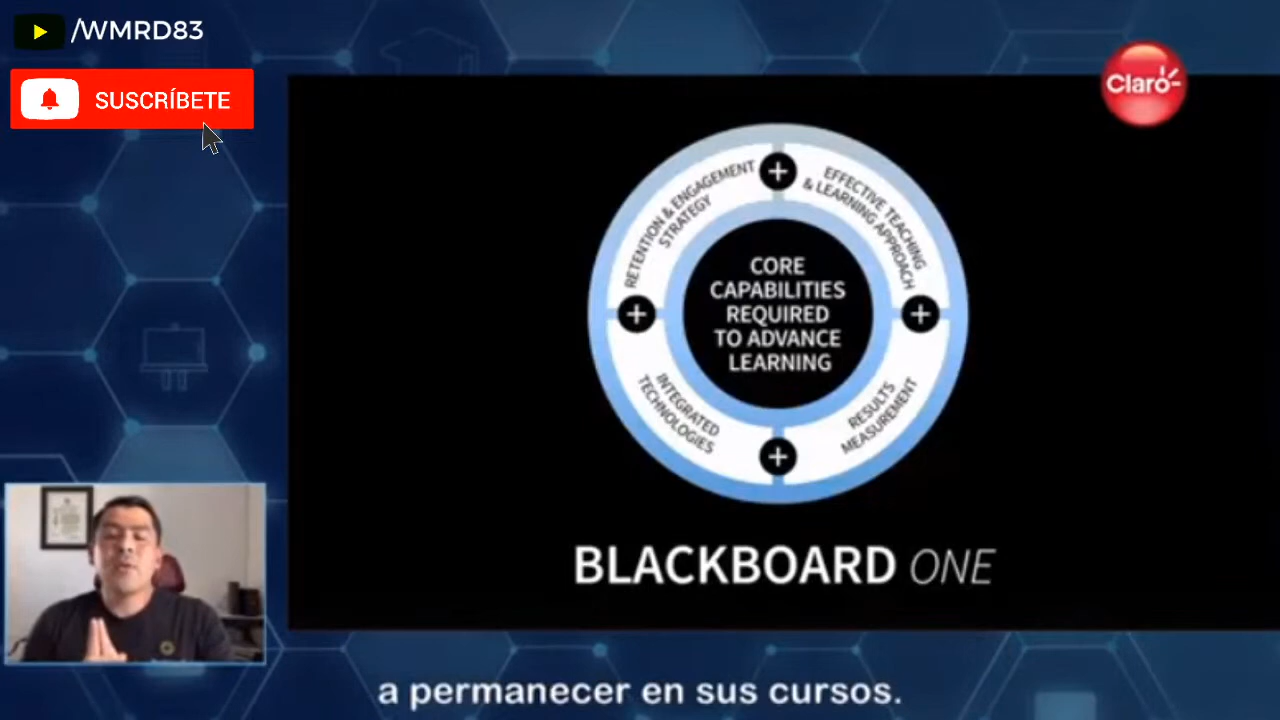 /WMRD83
SUSCRÍBETE
Claro
RETENTION & ENGAGEMENT
STRATEGY
EFFECTIVE TEACHING
& LEARNING APPROACH
CORE
CAPABILITIES
REQUIRED
TO ADVANCE
LEARNING
INTEGRATED
TECHNOLOGIES
RESULTS
MEASUREMENT
BLACKBOARD ONE
a permanecer en sus cursos.